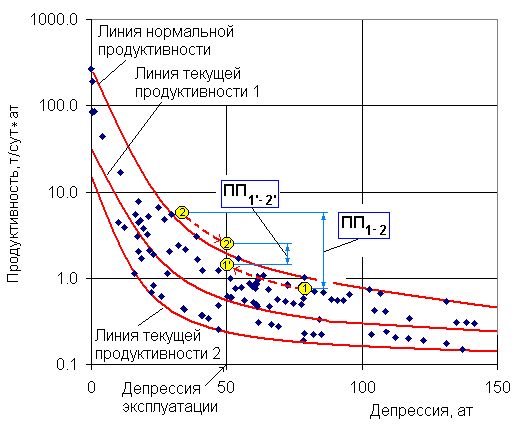 1000.0
Линия нормальной
продуктивности
Линия текущей
продуктивности 1
100.0
Продуктивность, т/сут*ат
ПП1'-2'
10.0
2
ПП1-2
2'
1'
1.0
1
Линия текущей
продуктивности 2
0.1
0
50
100
150
Депрессия
эксплуатации
Депрессия, ат